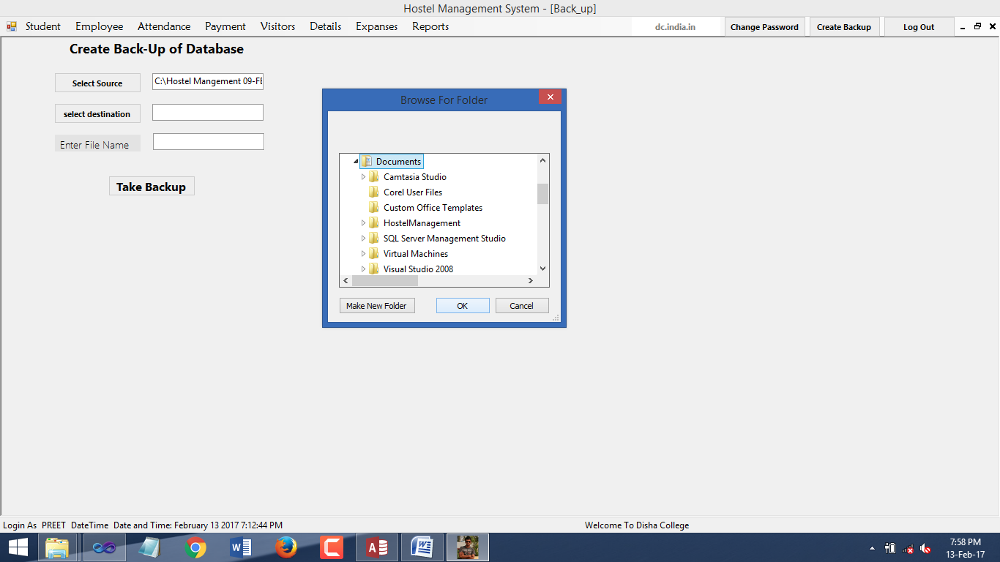 Hostel Management System - [Back_up]
Student Employee Attendance Payment Visitors Details Expanses Reports dc.india.in Change Password Create Backup Log Out
Create Back-Up of Database
Select Source C:\Hostel Mangement 09-FE
select destination
Enter File Name
Take Backup
Browse For Folder
Documents
Camtasia Studio
Corel User Files
Custom Office Templates
HostelManagement
SQL Server Management Studio
Virtual Machines
Visual Studio 2008
Make New Folder OK Cancel
Login As PREET DateTime Date and Time: February 13 2017 7:12:44 PM Welcome To Disha College
7:58 PM
13-Feb-17